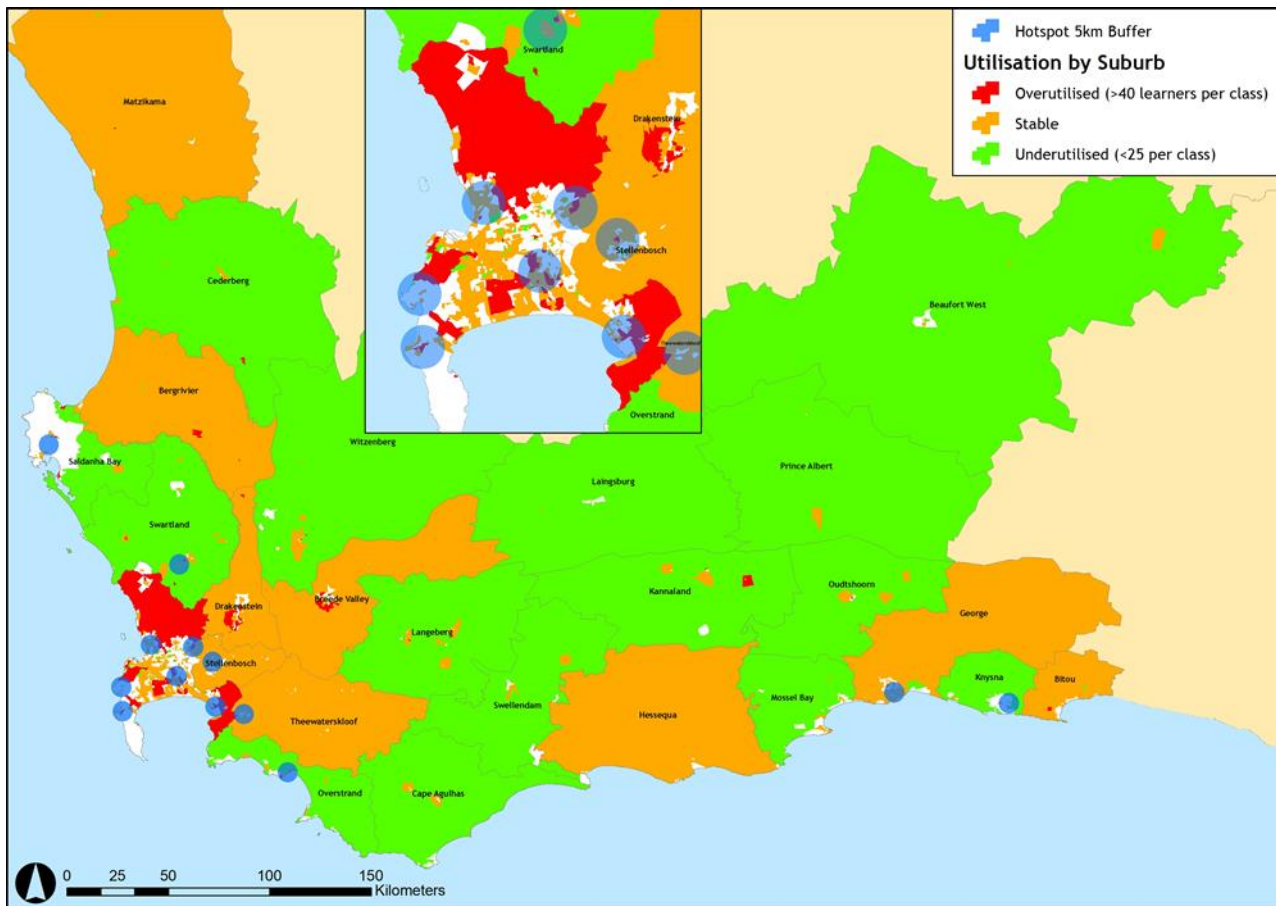 Hotspot 5km Buffer
Utilisation by Suburb
Overutilised (>40 learners per class)
Stable
Underutilised (<25 per class)
Swartland
Drakenstein
Stellenbosch
Theewaterskloof
Overstrand
Matzikama
Cederberg
Beaufort West
Bergrivier
Witzenberg
Saldanha Bay
Laingsburg
Prince Albert
Swartland
Kannaland
Oudtshoorn
Drakenstein
Breede Valley
George
Langeberg
Stellenbosch
Knysna
Bitou
Mossel Bay
Swellendam
Hessequa
Theewaterskloof
Overstrand
Cape Agulhas
0 25 50 100 150
Kilometers